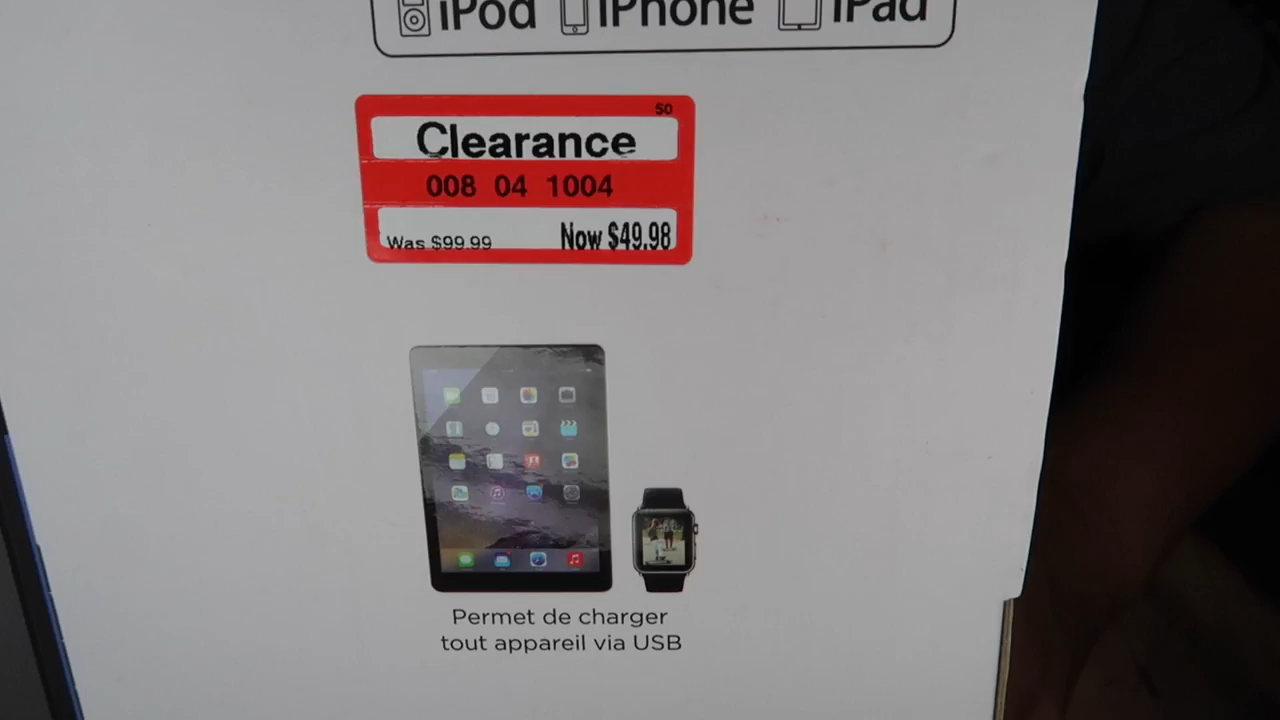 iPod iPhone iPad
50
Clearance
008 04 1004
Was $99.99 Now $49.98
Permet de charger
tout appareil via USB